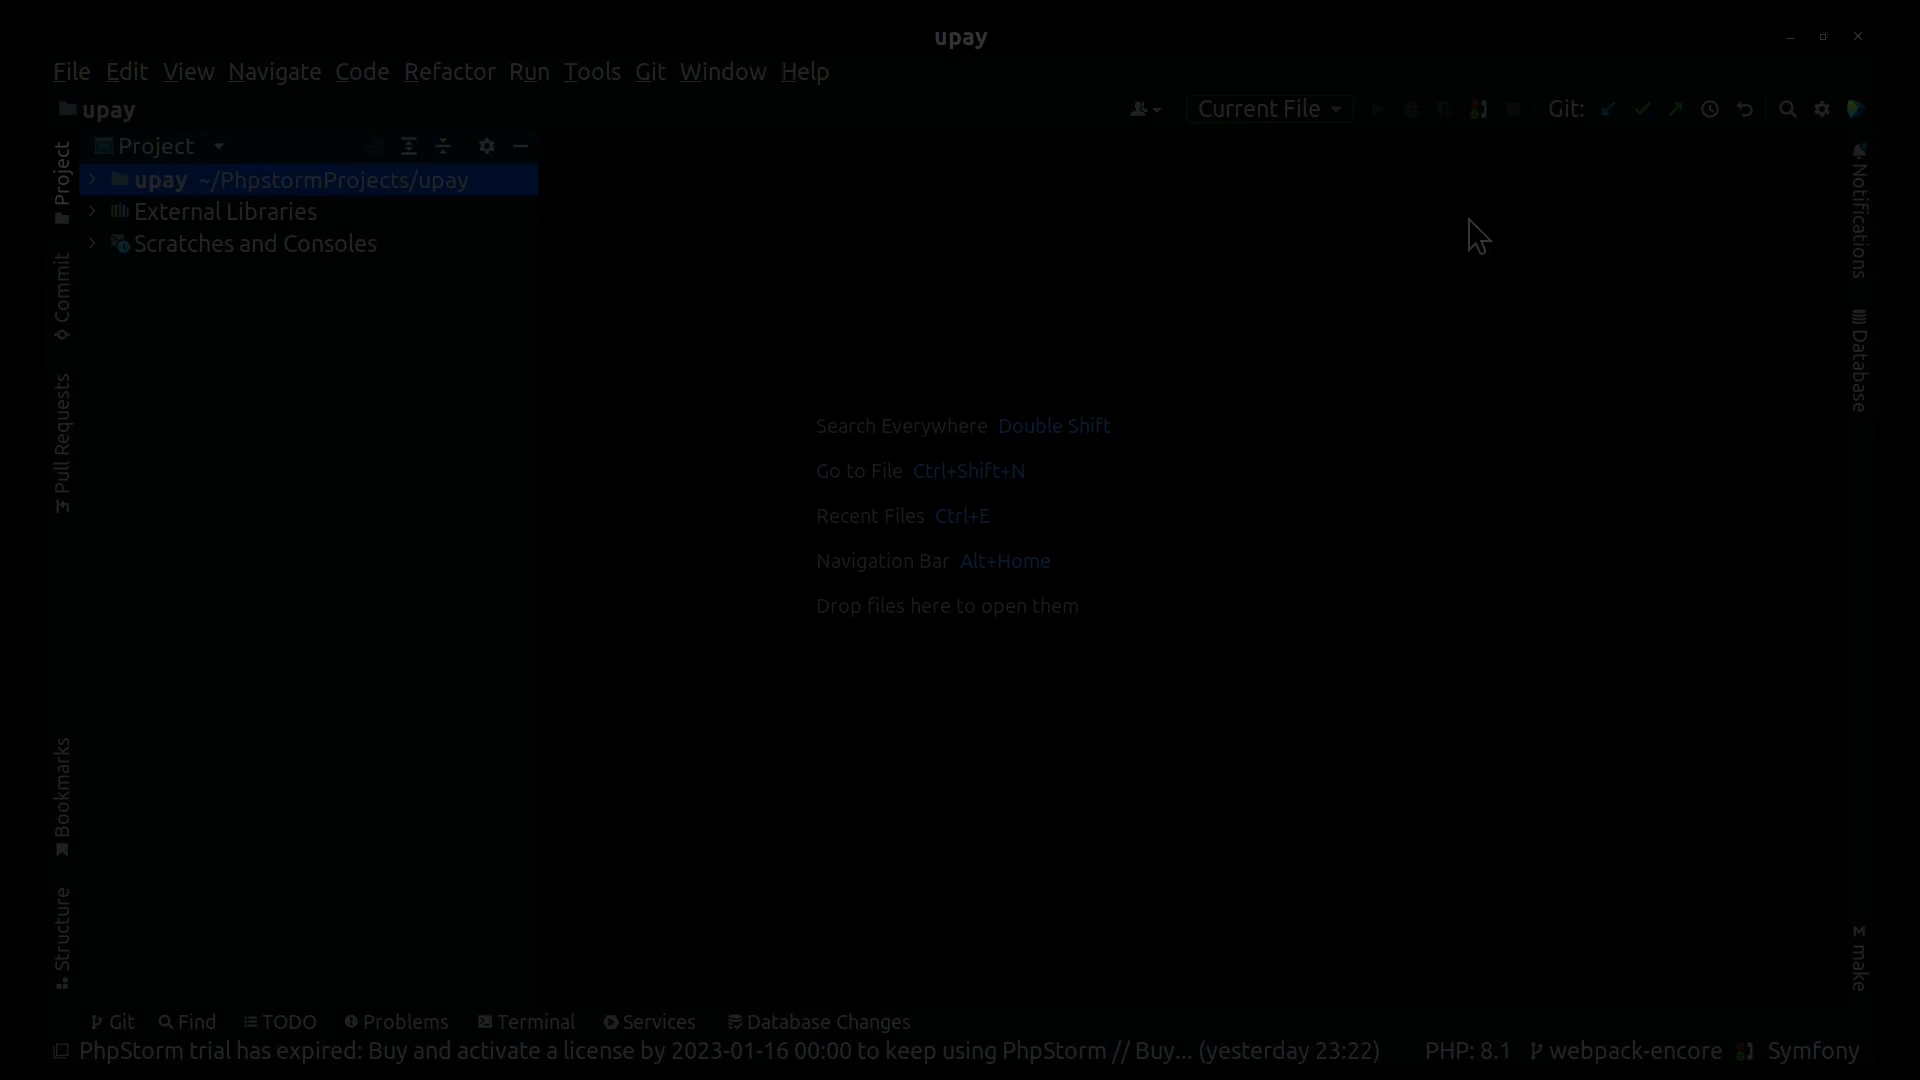 upay
File Edit View Navigate Code Refactor Run Tools Git Window Help
upay Current File Git:
Project
upay ~/PhpstormProjects/upay
External Libraries
Scratches and Consoles
Project
Commit
Pull Requests
Bookmarks
Structure
Search Everywhere Double Shift
Go to File Ctrl+Shift+N
Recent Files Ctrl+E
Navigation Bar Alt+Home
Drop files here to open them
Notifications
Database
M make
Git Find TODO Problems Terminal Services Database Changes
PhpStorm trial has expired: Buy and activate a license by 2023-01-16 00:00 to keep using PhpStorm // Buy... (yesterday 23:22) PHP: 8.1 webpack-encore Symfony